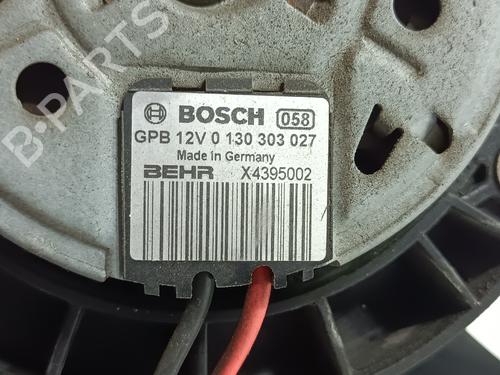 BOSCH 058
GPB 12V 0 130 303 027
Made in Germany
BEHR X4395002
B-PARTS